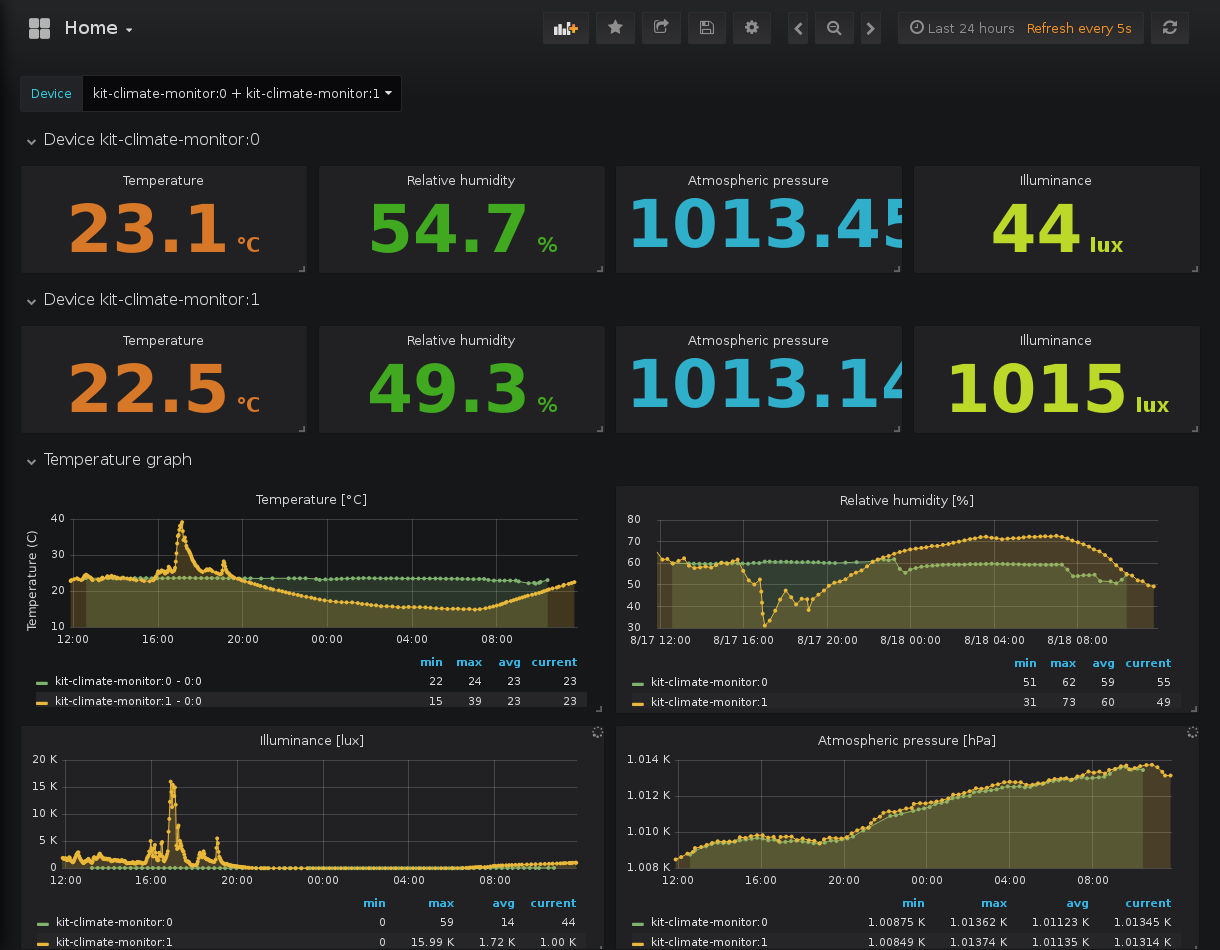 Home
Last 24 hours Refresh every 5s
Device kit-climate-monitor:0 + kit-climate-monitor:1
Device kit-climate-monitor:0
Temperature Relative humidity Atmospheric pressure Illuminance
23.1 °C 54.7 % 1013.45 44 lux
Device kit-climate-monitor:1
Temperature Relative humidity Atmospheric pressure Illuminance
22.5 °C 49.3 % 1013.14 1015 lux
Temperature graph
Temperature [°C]
Temperature (C)
40
30
20
10
12:00 16:00 20:00 00:00 04:00 08:00
min max avg current
kit-climate-monitor:0 - 0:0 22 24 23 23
kit-climate-monitor:1 - 0:0 15 39 23 23
Relative humidity [%]
80
70
60
50
40
30
8/17 12:00 8/17 16:00 8/17 20:00 8/18 00:00 8/18 04:00 8/18 08:00
min max avg current
kit-climate-monitor:0 51 62 59 55
kit-climate-monitor:1 31 73 60 49
Illuminance [lux]
20 K
15 K
10 K
5 K
0
12:00 16:00 20:00 00:00 04:00 08:00
min max avg current
kit-climate-monitor:0 0 59 14 44
kit-climate-monitor:1 0 15.99 K 1.72 K 1.00 K
Atmospheric pressure [hPa]
1.014 K
1.012 K
1.010 K
1.008 K
12:00 16:00 20:00 00:00 04:00 08:00
min max avg current
kit-climate-monitor:0 1.00875 K 1.01362 K 1.01123 K 1.01345 K
kit-climate-monitor:1 1.00849 K 1.01374 K 1.01135 K 1.01314 K